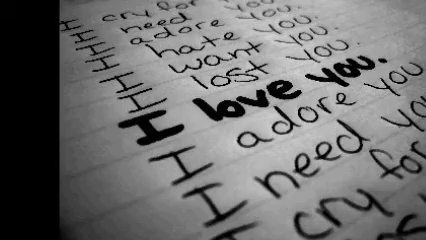 I cry for you.
I need you.
I adore you.
I hate you.
I want you.
I lost you.
I love you.
I adore you
I need you
I cry for